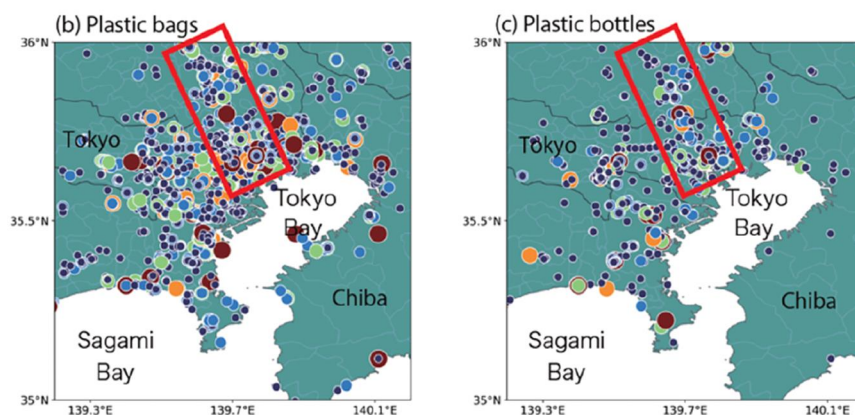 (b) Plastic bags
36°N
Tokyo
35.5°N
Tokyo
Bay
Chiba
Sagami
Bay
35°N
139.3°E
139.7°E
140.1°E
(c) Plastic bottles
36°N
Tokyo
35.5°N
Tokyo
Bay
Chiba
Sagami
Bay
35°N
139.3°E
139.7°E
140.1°E